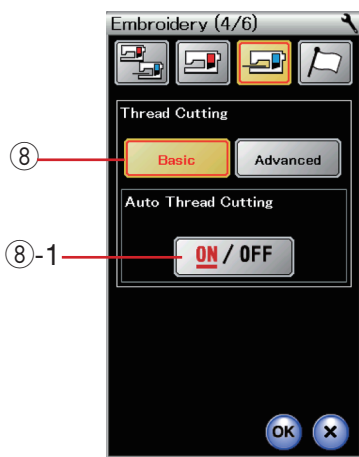 Embroidery (4/6)
Thread Cutting
⑧
Basic
Advanced
Auto Thread Cutting
⑧-1
ON / OFF
OK ×